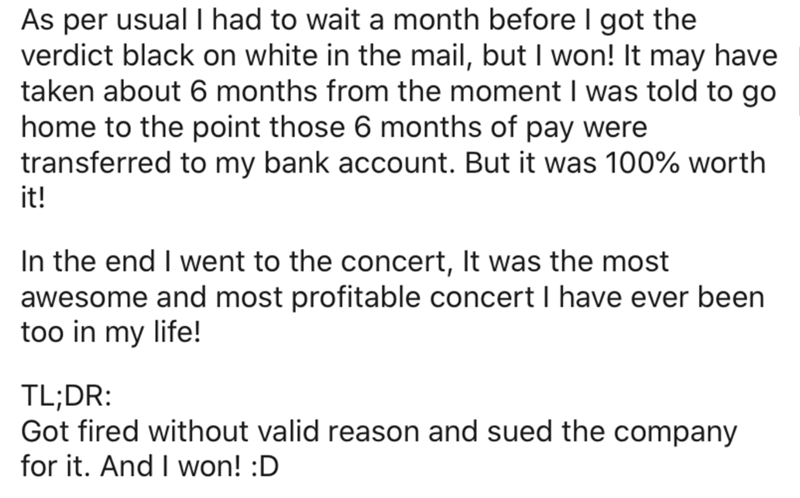 As per usual I had to wait a month before I got the
verdict black on white in the mail, but I won! It may have
taken about 6 months from the moment I was told to go
home to the point those 6 months of pay were
transferred to my bank account. But it was 100% worth
it!
In the end I went to the concert, It was the most
awesome and most profitable concert I have ever been
too in my life!
TL;DR:
Got fired without valid reason and sued the company
for it. And I won! :D